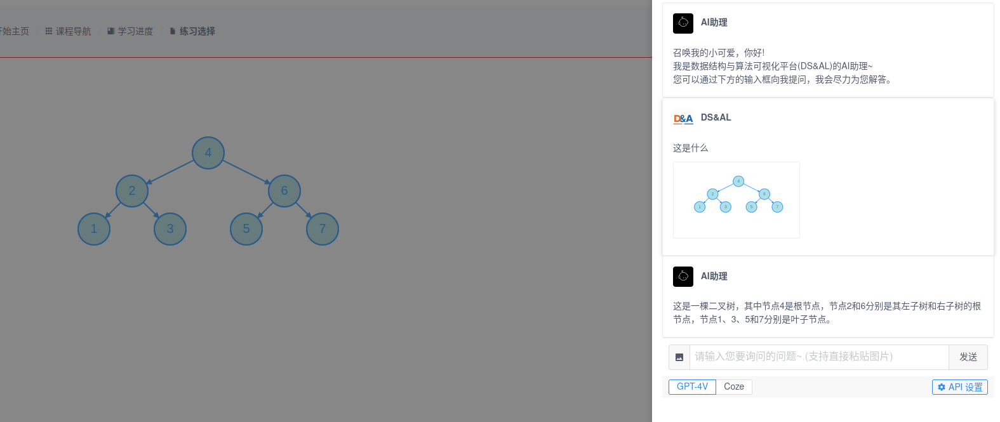 开始主页 / 课程导航 / 学习进度 / 练习选择
4
2
6
1
3
5
7
AI助理
召唤我的小可爱，你好!
我是数据结构与算法可视化平台(DS&AL)的AI助理~
您可以通过下方的输入框向我提问，我会尽力为您解答。
D&A
DS&AL
这是什么
4
2
6
1
3
5
7
AI助理
这是一棵二叉树，其中节点4是根节点，节点2和6分别是其左子树和右子树的根
节点，节点1、3、5和7分别是叶子节点。
请输入您要询问的问题~ (支持直接粘贴图片)
发送
GPT-4V
Coze
API 设置